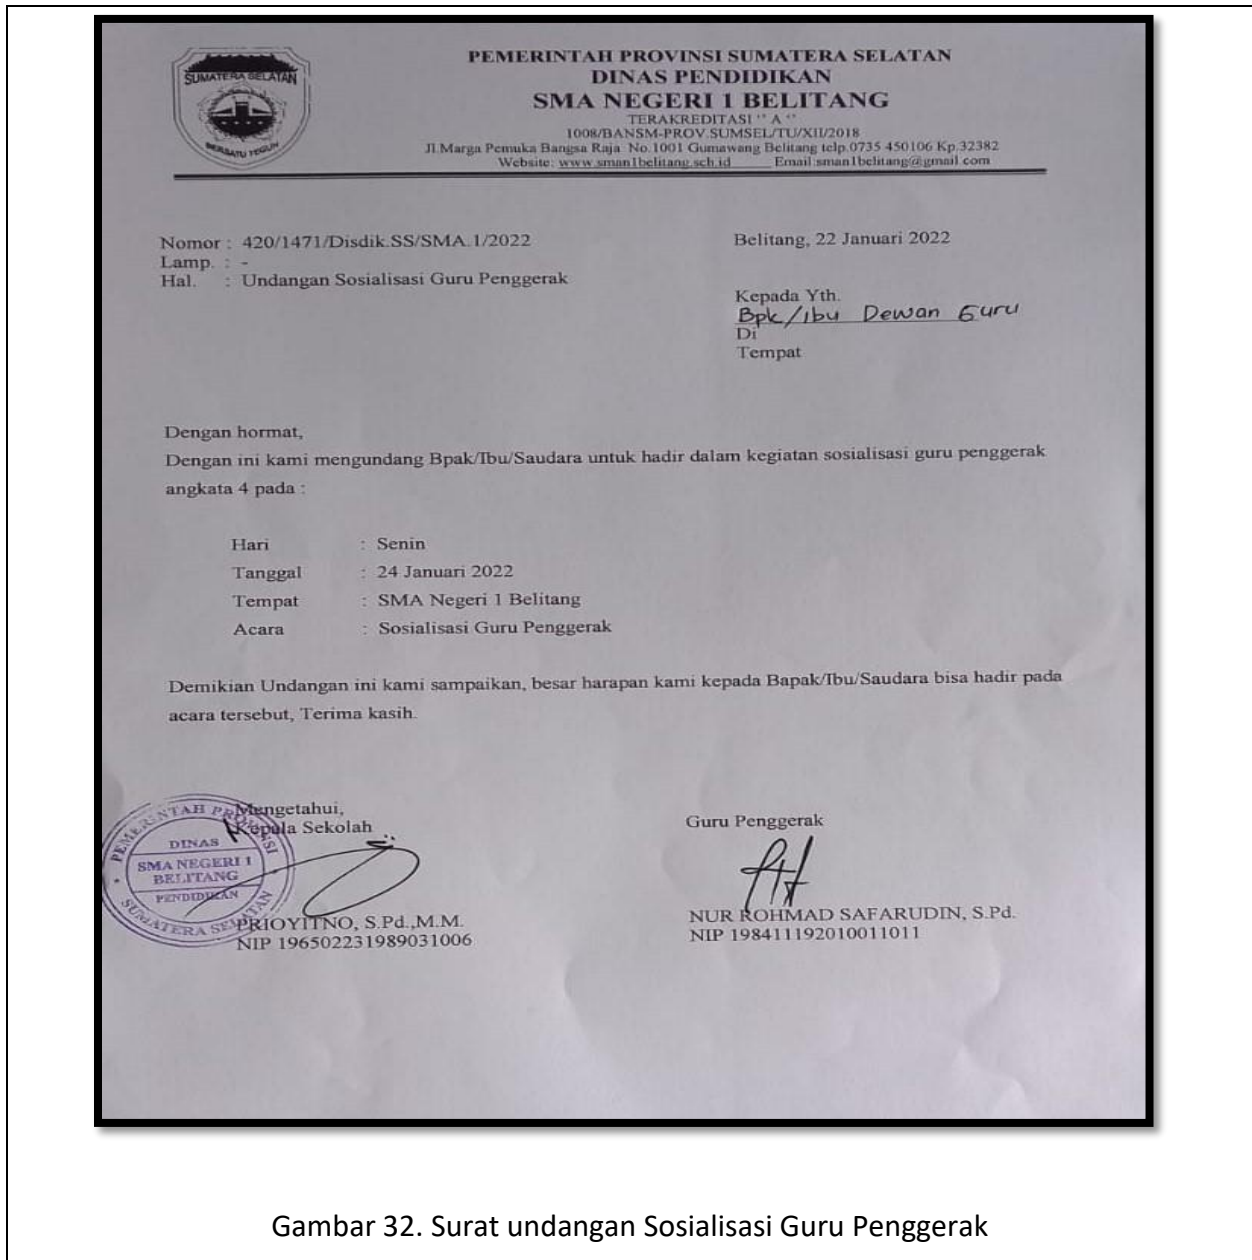 SUMATERA SELATAN
BERSATU TEGUH
PEMERINTAH PROVINSI SUMATERA SELATAN
DINAS PENDIDIKAN
SMA NEGERI 1 BELITANG
TERAKREDITASI " A "
1008/BANSM-PROV.SUMSEL/TU/XII/2018
Jl.Marga Pemuka Bangsa Raja No.1001 Gumawang Belitang telp.0735 450106 Kp.32382
Website: www.sman1belitang.sch.id Email:sman1belitang@gmail.com
Nomor : 420/1471/Disdik.SS/SMA.1/2022
Lamp. : -
Hal. : Undangan Sosialisasi Guru Penggerak
Belitang, 22 Januari 2022
Kepada Yth.
Bpk/Ibu Dewan Guru
Di
Tempat
Dengan hormat,
Dengan ini kami mengundang Bpak/Ibu/Saudara untuk hadir dalam kegiatan sosialisasi guru penggerak
angkata 4 pada :
Hari : Senin
Tanggal : 24 Januari 2022
Tempat : SMA Negeri 1 Belitang
Acara : Sosialisasi Guru Penggerak
Demikian Undangan ini kami sampaikan, besar harapan kami kepada Bapak/Ibu/Saudara bisa hadir pada
acara tersebut, Terima kasih.
Mengetahui,
Kepala Sekolah
PEMERINTAH PROVINSI
DINAS
SMA NEGERI 1
BELITANG
PENDIDIKAN
SUMATERA SELATAN
PRIOYITNO, S.Pd.,M.M.
NIP 196502231989031006
Guru Penggerak
NUR ROHMAD SAFARUDIN, S.Pd.
NIP 198411192010011011
Gambar 32. Surat undangan Sosialisasi Guru Penggerak